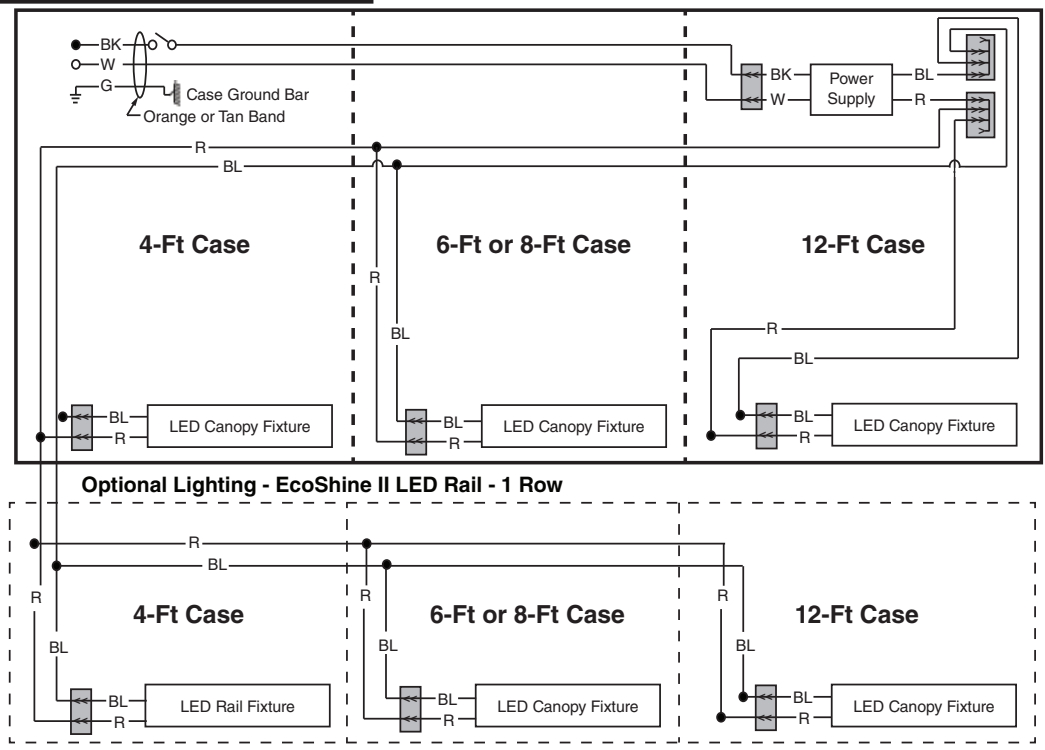 BK
W
G
Case Ground Bar
Orange or Tan Band
BK
W
Power
Supply
BL
R
R
BL
4-Ft Case
6-Ft or 8-Ft Case
12-Ft Case
R
BL
R
BL
BL
R
LED Canopy Fixture
BL
R
LED Canopy Fixture
BL
R
LED Canopy Fixture
Optional Lighting - EcoShine II LED Rail - 1 Row
R
BL
R
R
R
4-Ft Case
6-Ft or 8-Ft Case
12-Ft Case
BL
BL
BL
BL
R
LED Rail Fixture
BL
R
LED Canopy Fixture
BL
R
LED Canopy Fixture